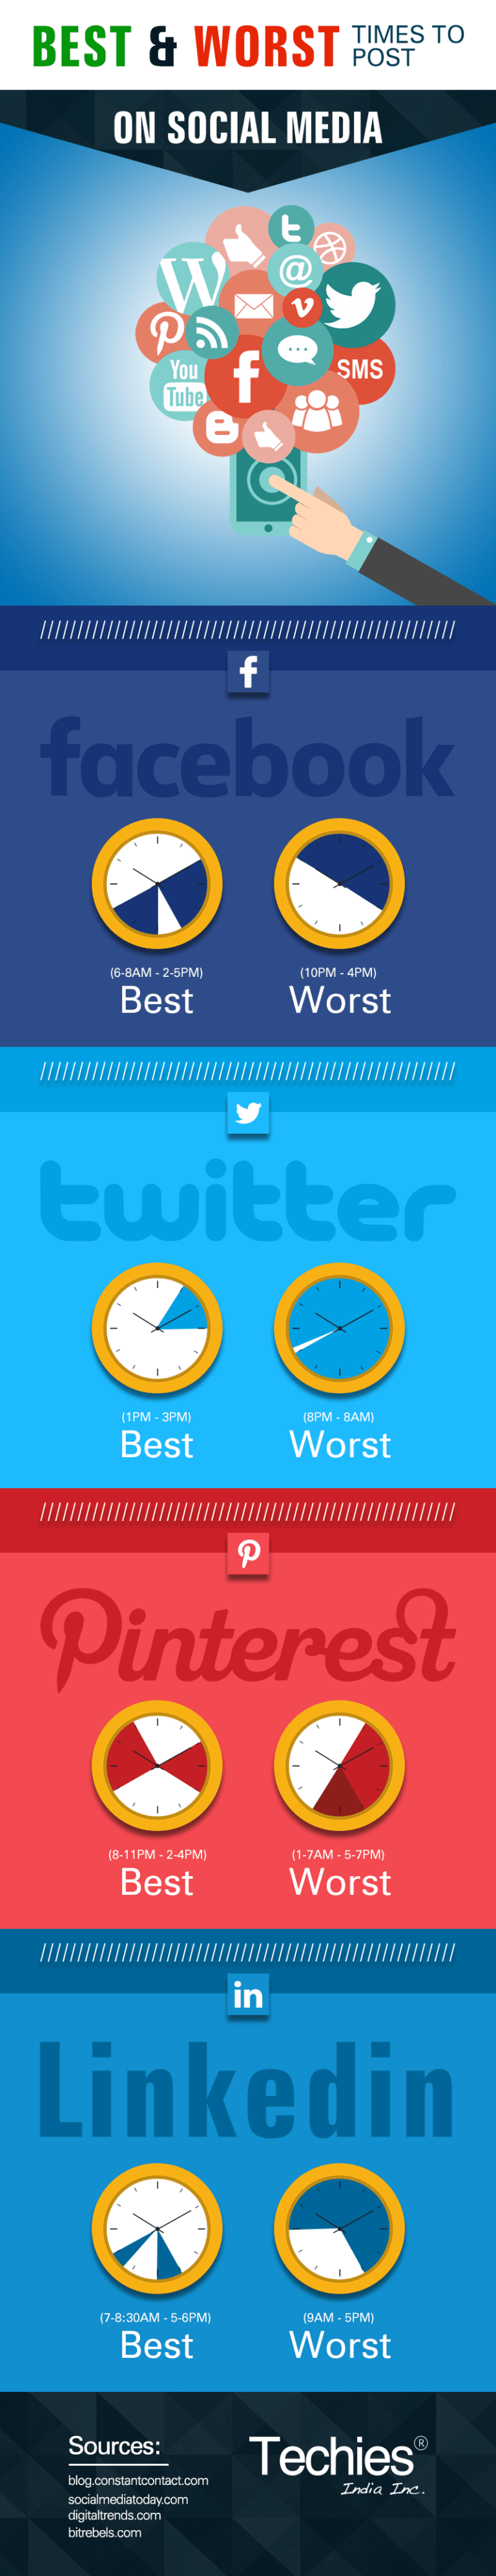 BEST & WORST TIMES TO POST
ON SOCIAL MEDIA
t
@
W
v
P
You Tube
f
SMS
B
f
facebook
(6-8AM - 2-5PM)
Best
(10PM - 4PM)
Worst
twitter
(1PM - 3PM)
Best
(8PM - 8AM)
Worst
P
Pinterest
(8-11PM - 2-4PM)
Best
(1-7AM - 5-7PM)
Worst
in
Linkedin
(7-8:30AM - 5-6PM)
Best
(9AM - 5PM)
Worst
Sources:
blog.constantcontact.com
socialmediatoday.com
digitaltrends.com
bitrebels.com
Techies®
India Inc.